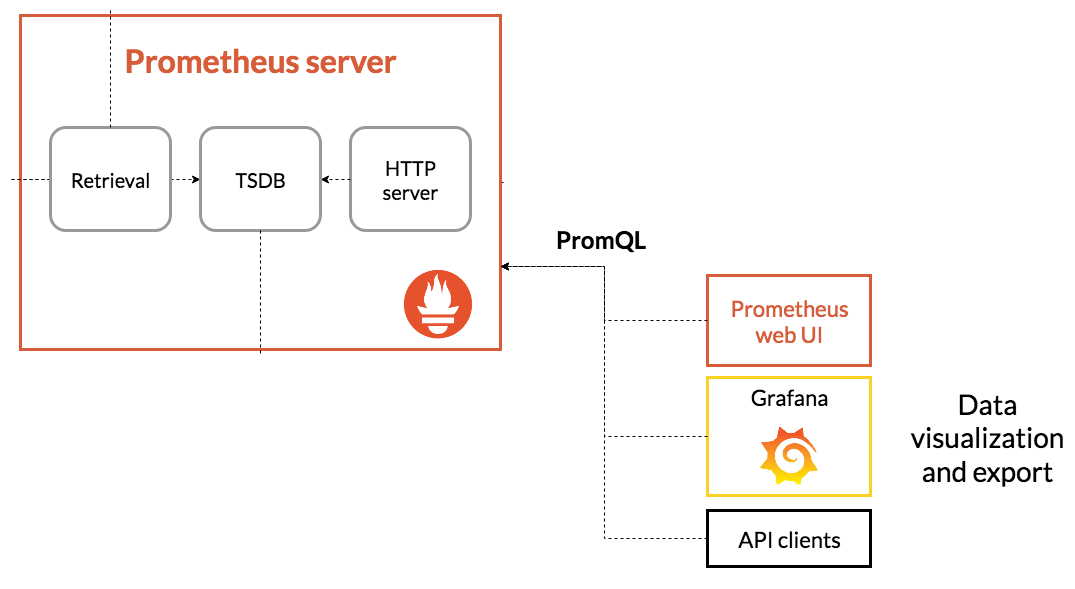 Prometheus server
Retrieval
TSDB
HTTP
server
PromQL
Prometheus
web UI
Grafana
API clients
Data
visualization
and export